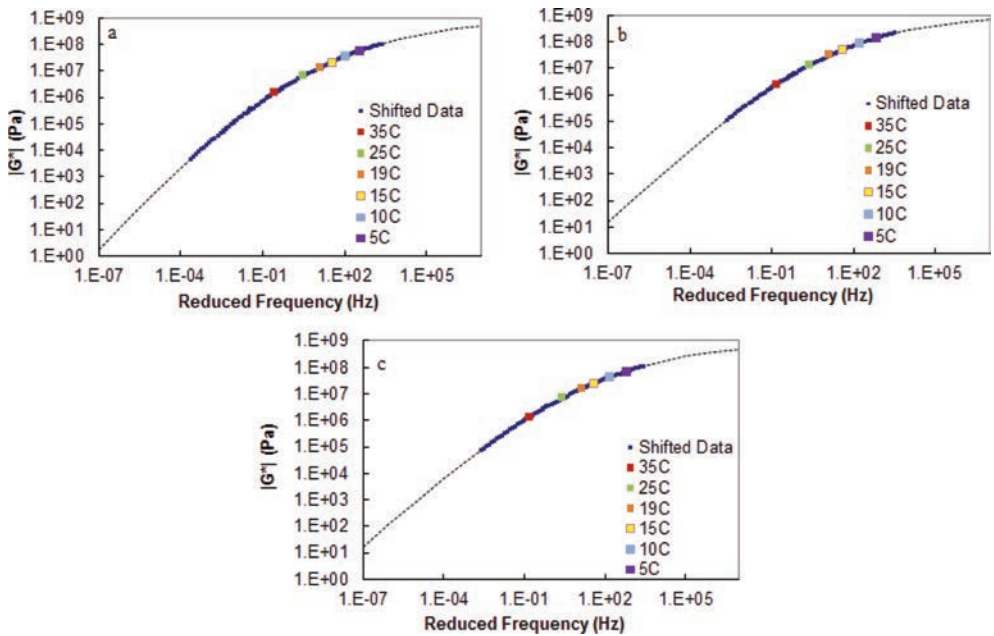 a
1.E+09
1.E+08
1.E+07
1.E+06
1.E+05
1.E+04
1.E+03
1.E+02
1.E+01
1.E+00
|G*| (Pa)
Shifted Data
35C
25C
19C
15C
10C
5C
1.E-07 1.E-04 1.E-01 1.E+02 1.E+05
Reduced Frequency (Hz)
b
1.E+09
1.E+08
1.E+07
1.E+06
1.E+05
1.E+04
1.E+03
1.E+02
1.E+01
1.E+00
|G*| (Pa)
Shifted Data
35C
25C
19C
15C
10C
5C
1.E-07 1.E-04 1.E-01 1.E+02 1.E+05
Reduced Frequency (Hz)
c
1.E+09
1.E+08
1.E+07
1.E+06
1.E+05
1.E+04
1.E+03
1.E+02
1.E+01
1.E+00
|G*| (Pa)
Shifted Data
35C
25C
19C
15C
10C
5C
1.E-07 1.E-04 1.E-01 1.E+02 1.E+05
Reduced Frequency (Hz)